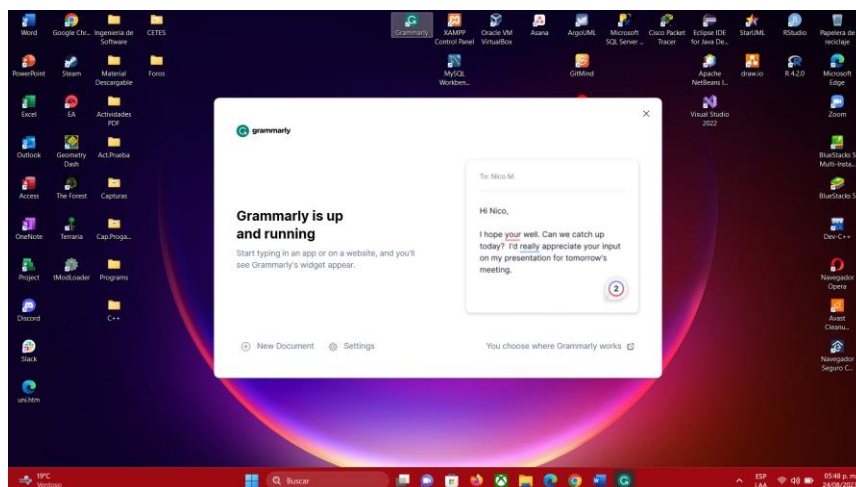 Word
Google Chr...
Ingenieria de
Software
CETES
Grammarly
XAMPP
Control Panel
Oracle VM
VirtualBox
Asana
ArgoUML
Microsoft
SQL Server ...
Cisco Packet
Tracer
Eclipse IDE
for Java De...
StarUML
RStudio
Papelera de
reciclaje
PowerPoint
Steam
Material
Descargable
Foros
MySQL
Workben...
GitMind
Apache
NetBeans I...
draw.io
R 4.2.0
Microsoft
Edge
Excel
EA
Actividades
PDF
Visual Studio
2022
Zoom
Outlook
Geometry
Dash
Act.Prueba
BlueStacks 5
Multi-Insta...
Access
The Forest
Capturas
BlueStacks 5
OneNote
Terraria
Cap.Proga...
Dev-C++
Project
tModLoader
Programs
Navegador
Opera
Discord
C++
Avast
Cleanu...
Slack
Navegador
Seguro C...
uni.htm
grammarly
Grammarly is up
and running
Start typing in an app or on a website, and you'll
see Grammarly's widget appear.
To: Nico M.
Hi Nico,
I hope your well. Can we catch up
today? I'd really appreciate your input
on my presentation for tomorrow's
meeting.
2
New Document
Settings
You choose where Grammarly works
19°C
Ventoso
Buscar
ESP
LAA
05:48 p. m.